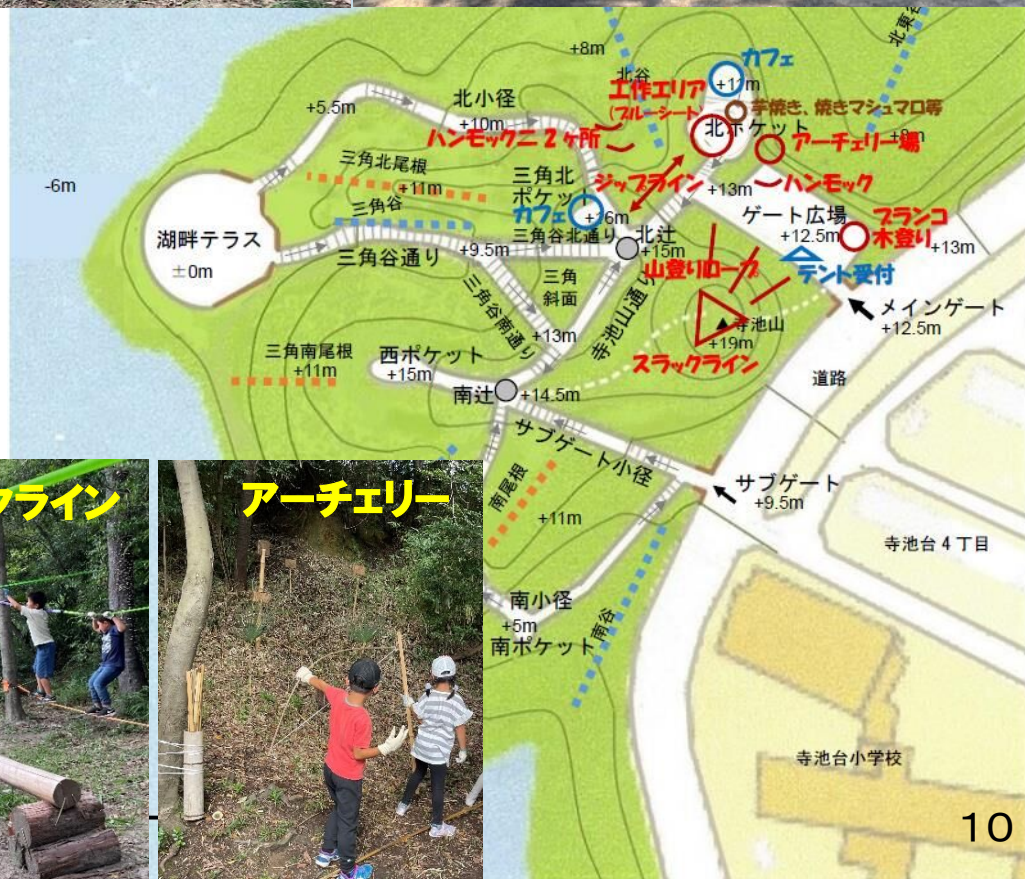 +8m
北谷
カフェ
+11m
+5.5m
北小径
+10m
工作エリア
(ブルーシート)
芋焼き、焼きマシュマロ等
北ポケット
ハンモック二2ヶ所
アーチェリー場
三角北尾根
+11m
三角北
ポケット
ジップライン
+13m
ハンモック
-6m
三角谷
カフェ
+16m
ゲート広場
+12.5m
ブランコ
木登り
+13m
湖畔テラス
±0m
三角谷北通り
北辻
+15m
+9.5m
三角谷通り
山登りロープ
テント受付
三角
斜面
三角谷南通り
寺池山通り
メインゲート
+12.5m
+13m
▲寺池山
+19m
三角南尾根
+11m
西ポケット
+15m
スラックライン
道路
南辻
+14.5m
サブゲート小径
サブゲート
+9.5m
クライン
アーチェリー
南尾根
+11m
寺池台4丁目
南小径
+5m
南谷
南ポケット
寺池台小学校
10